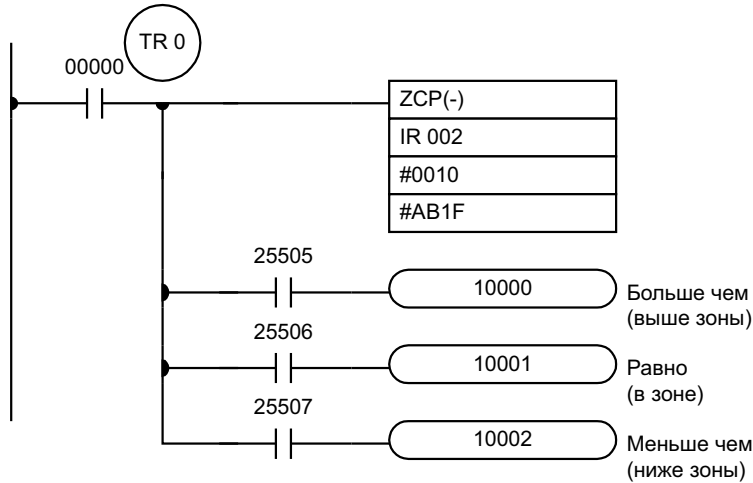 TR 0
00000
ZCP(-)
IR 002
#0010
#AB1F
25505
10000
Больше чем
(выше зоны)
25506
10001
Равно
(в зоне)
25507
10002
Меньше чем
(ниже зоны)